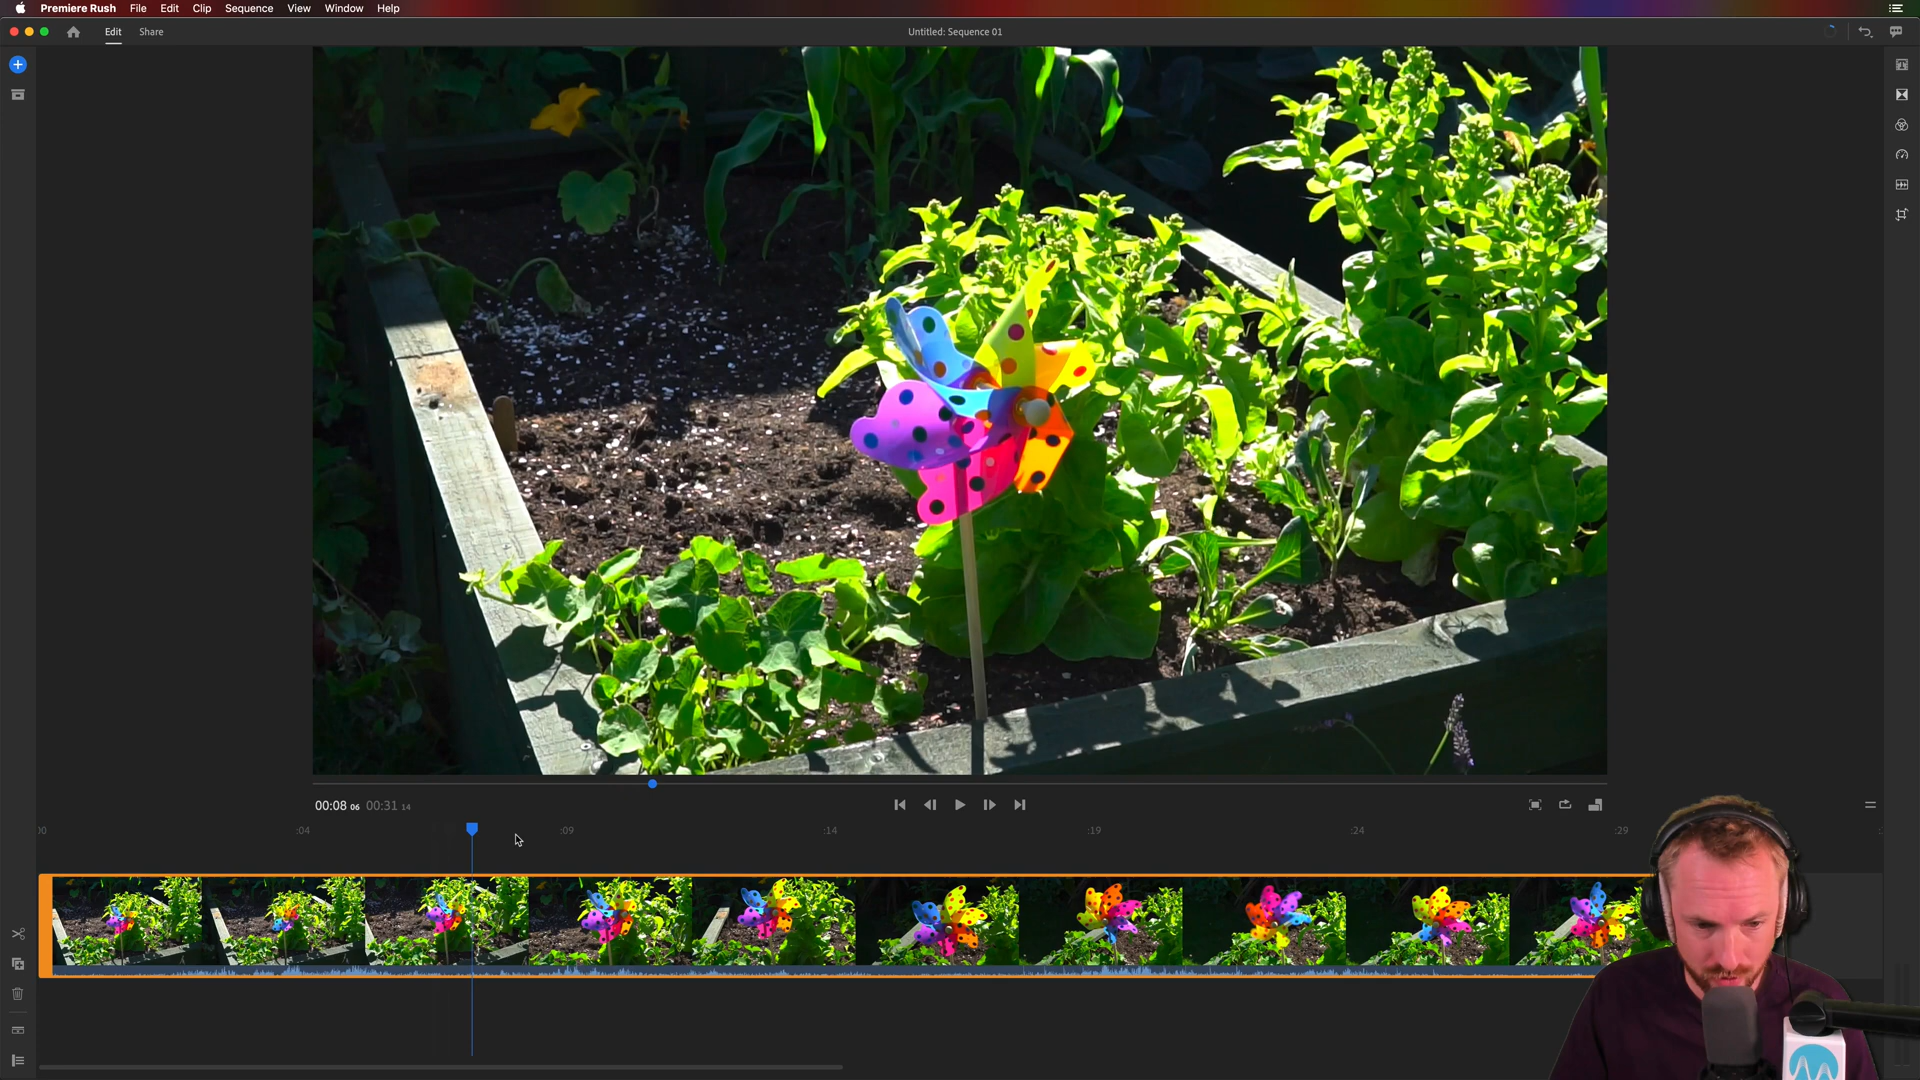 Premiere Rush File Edit Clip Sequence View Window Help
Edit Share Untitled: Sequence 01
00:08 06 00:31 14
:00 :04 :09 :14 :19 :24 :29